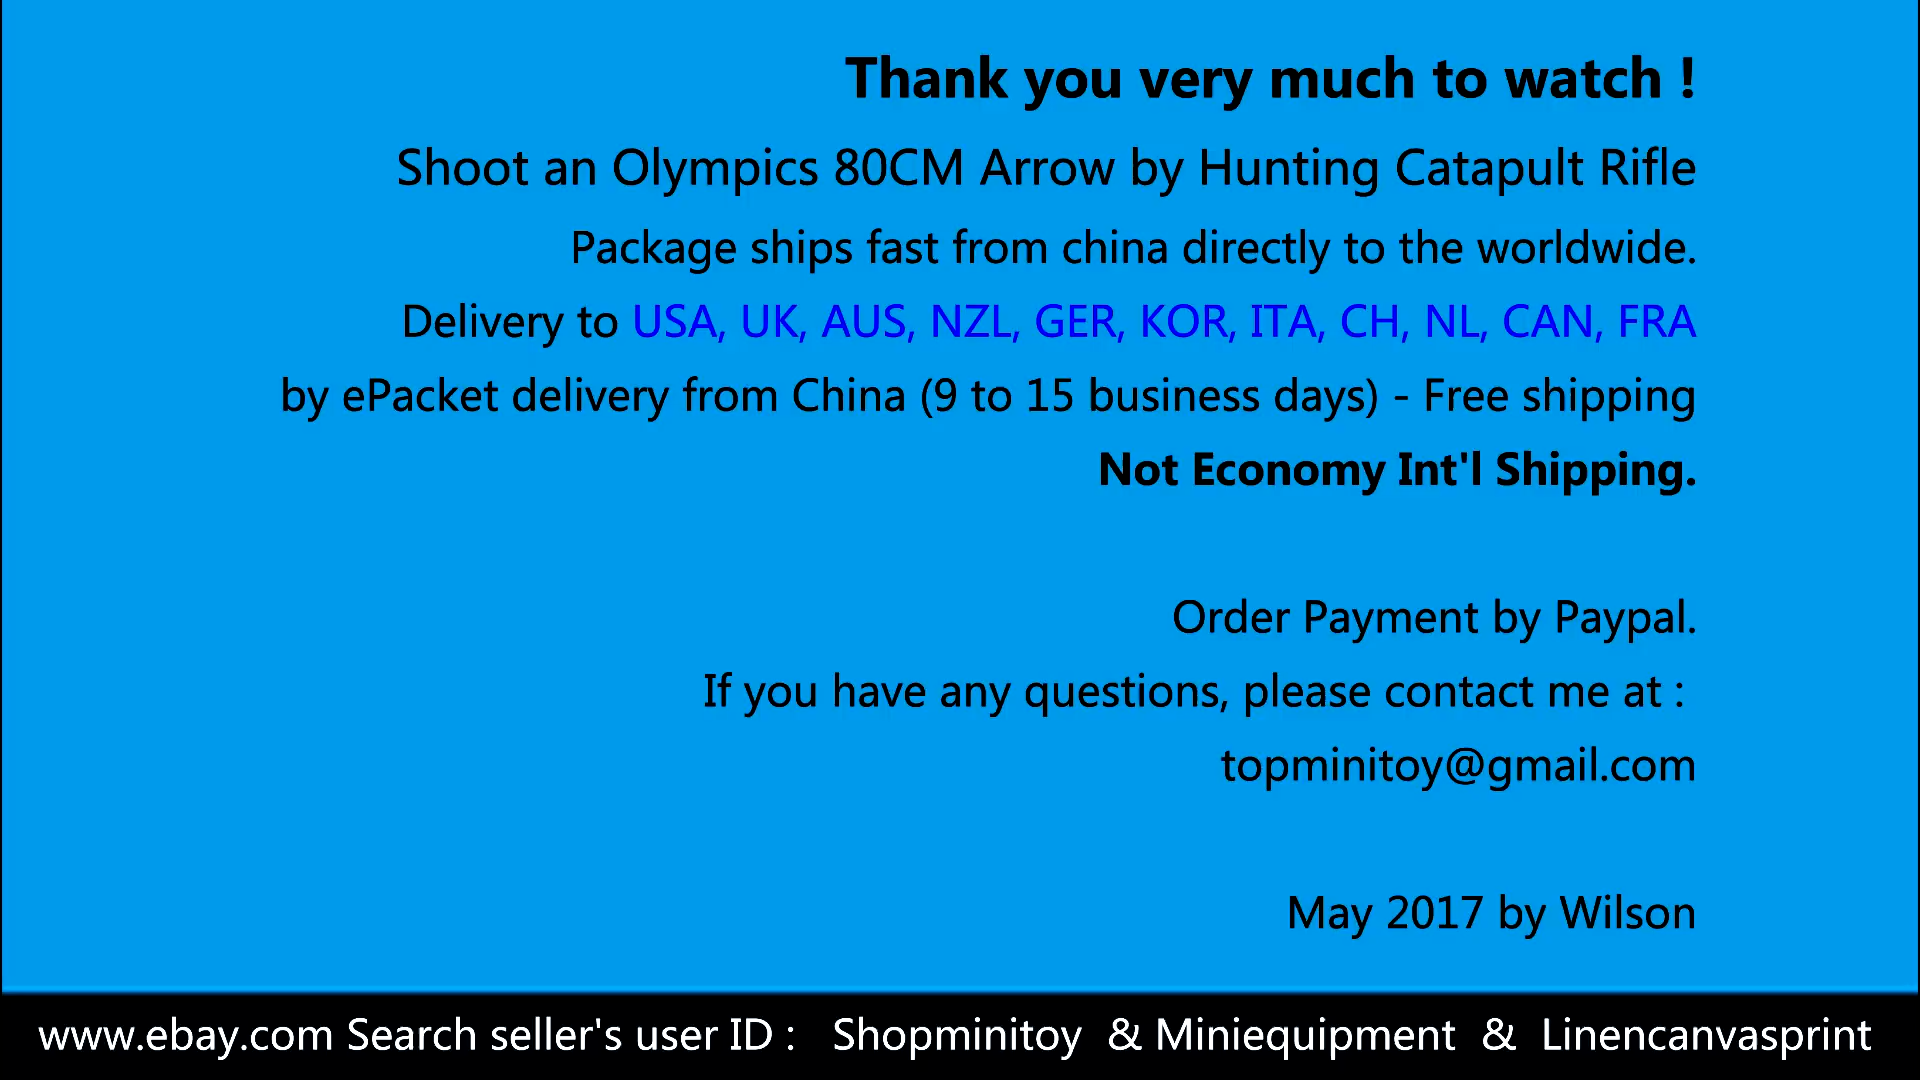 Thank you very much to watch !
Shoot an Olympics 80CM Arrow by Hunting Catapult Rifle
Package ships fast from china directly to the worldwide.
Delivery to USA, UK, AUS, NZL, GER, KOR, ITA, CH, NL, CAN, FRA
by ePacket delivery from China (9 to 15 business days) - Free shipping
Not Economy Int'l Shipping.
Order Payment by Paypal.
If you have any questions, please contact me at :
topminitoy@gmail.com
May 2017 by Wilson
www.ebay.com Search seller's user ID : Shopminitoy & Miniequipment & Linencanvasprint